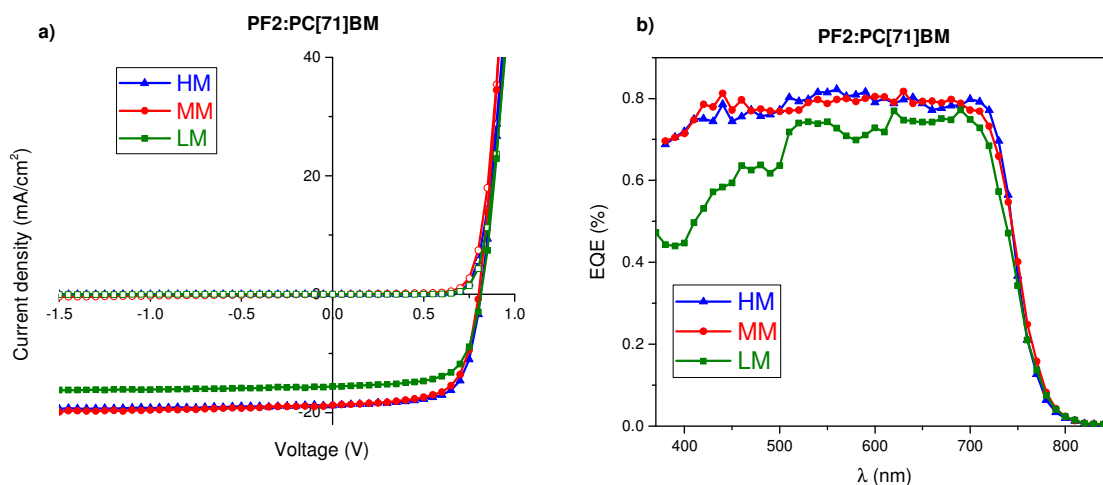 a)
PF2:PC[71]BM
HM
MM
LM
Current density (mA/cm²)
40
20
0
-20
-1.5 -1.0 -0.5 0.0 0.5 1.0
Voltage (V)
b)
PF2:PC[71]BM
EQE (%)
0.8
0.6
0.4
0.2
0.0
HM
MM
LM
400 500 600 700 800
λ (nm)